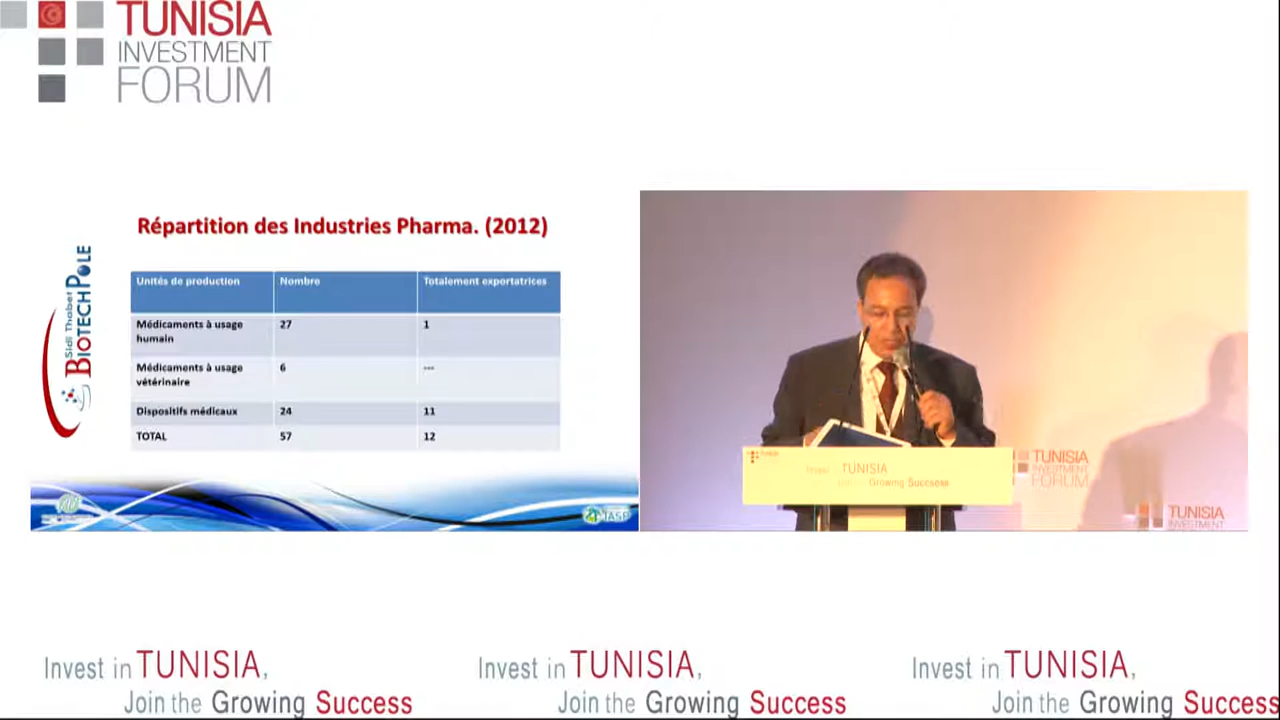 TUNISIA
INVESTMENT
FORUM
Répartition des Industries Pharma. (2012)
Sidi Thabet
BIOTECHPOLE
Unités de production Nombre Totalement exportatrices
Médicaments à usage humain 27 1
Médicaments à usage vétérinaire 6 ---
Dispositifs médicaux 24 11
TOTAL 57 12
TUNISIA
Growing Succsese
TUNISIA
INVESTMENT
FORUM
TUNISIA
INVESTMENT
Invest in TUNISIA,
Join the Growing Success
Invest in TUNISIA,
Join the Growing Success
Invest in TUNISIA,
Join the Growing Success